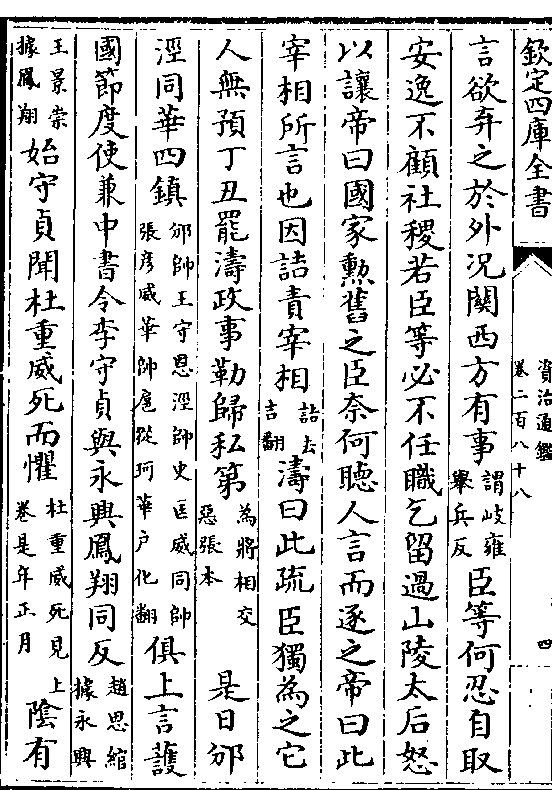 欽定四庫全書
資治通鑑
卷二百八十八
四
言欲弃之於外况關西方有事謂岐雍舉兵反臣等何忍自取
安逸不顧社稷若臣等必不任職乞留過山陵太后怒
以讓帝曰國家勲舊之臣奈何聽人言而逐之帝曰此
宰相所言也因詰責宰相詰去吉翻濤曰此疏臣獨為之它
人無預丁丑罷濤政事勒歸私第為將相交惡張本是日邠
涇同華四鎮邠帥王守恩涇帥史匡威同帥張彦威華帥扈從珂華户化翻俱上言護
國節度使兼中書令李守貞與永興鳳翔同反趙思綰據永興
王景崇據鳳翔始守貞聞杜重威死而懼杜重威死見上卷是年正月陰有